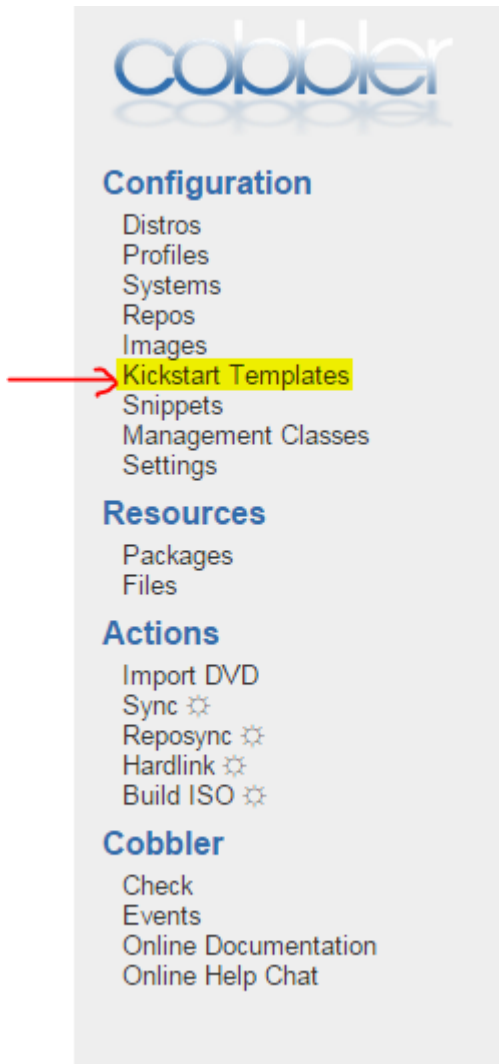 cobbler
Configuration
Distros
Profiles
Systems
Repos
Images
Kickstart Templates
Snippets
Management Classes
Settings
Resources
Packages
Files
Actions
Import DVD
Sync
Reposync
Hardlink
Build ISO
Cobbler
Check
Events
Online Documentation
Online Help Chat